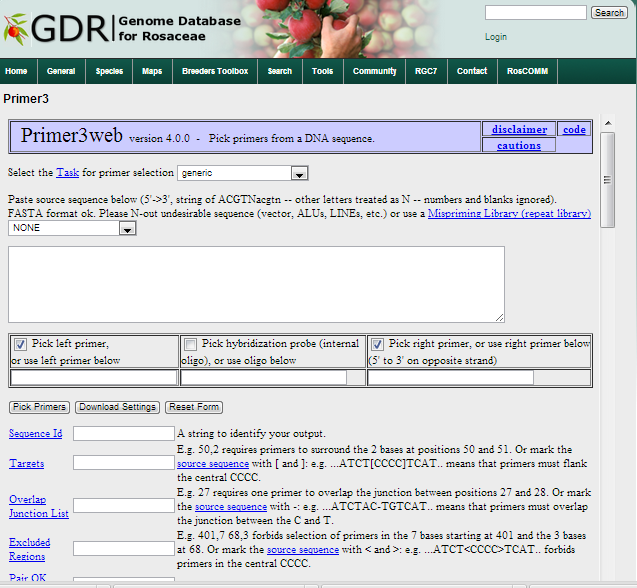 GDR Genome Database
for Rosaceae
Search
Login
Home General Species Maps Breeders Toolbox Search Tools Community RGC7 Contact RosCOMM
Primer3
Primer3web version 4.0.0 - Pick primers from a DNA sequence. disclaimer code
cautions
Select the Task for primer selection generic
Paste source sequence below (5'->3', string of ACGTNacgtn -- other letters treated as N -- numbers and blanks ignored).
FASTA format ok. Please N-out undesirable sequence (vector, ALUs, LINEs, etc.) or use a Mispriming Library (repeat library)
NONE
Pick left primer,
or use left primer below
Pick hybridization probe (internal
oligo), or use oligo below
Pick right primer, or use right primer below
(5' to 3' on opposite strand)
Pick Primers Download Settings Reset Form
Sequence Id A string to identify your output.
Targets
E.g. 50,2 requires primers to surround the 2 bases at positions 50 and 51. Or mark the
source sequence with [ and ]: e.g. ...ATCT[CCCC]TCAT.. means that primers must flank
the central CCCC.
Overlap
Junction List
E.g. 27 requires one primer to overlap the junction between positions 27 and 28. Or mark
the source sequence with -: e.g. ...ATCTAC-TGTCAT.. means that primers must overlap
the junction between the C and T.
Excluded
Regions
E.g. 401,7 68,3 forbids selection of primers in the 7 bases starting at 401 and the 3 bases
at 68. Or mark the source sequence with < and >: e.g. ...ATCT<CCCC>TCAT.. forbids
primers in the central CCCC.
Pair OK